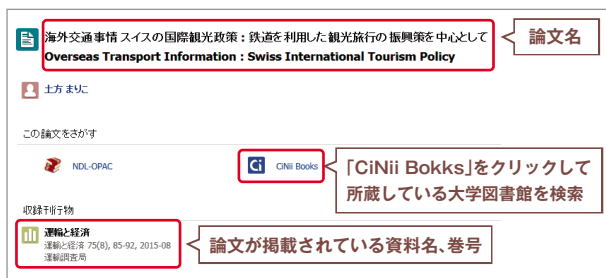 海外交通事情 スイスの国際観光政策 : 鉄道を利用した観光旅行の振興策を中心として
Overseas Transport Information : Swiss International Tourism Policy
論文名
土方 まりこ
この論文をさがす
NDL-OPAC
Ci
CiNii Books
「CiNii Bokks」をクリックして
所蔵している大学図書館を検索
収録刊行物
運輸と経済
運輸と経済 75(8), 85-92, 2015-08
運輸調査局
論文が掲載されている資料名、巻号